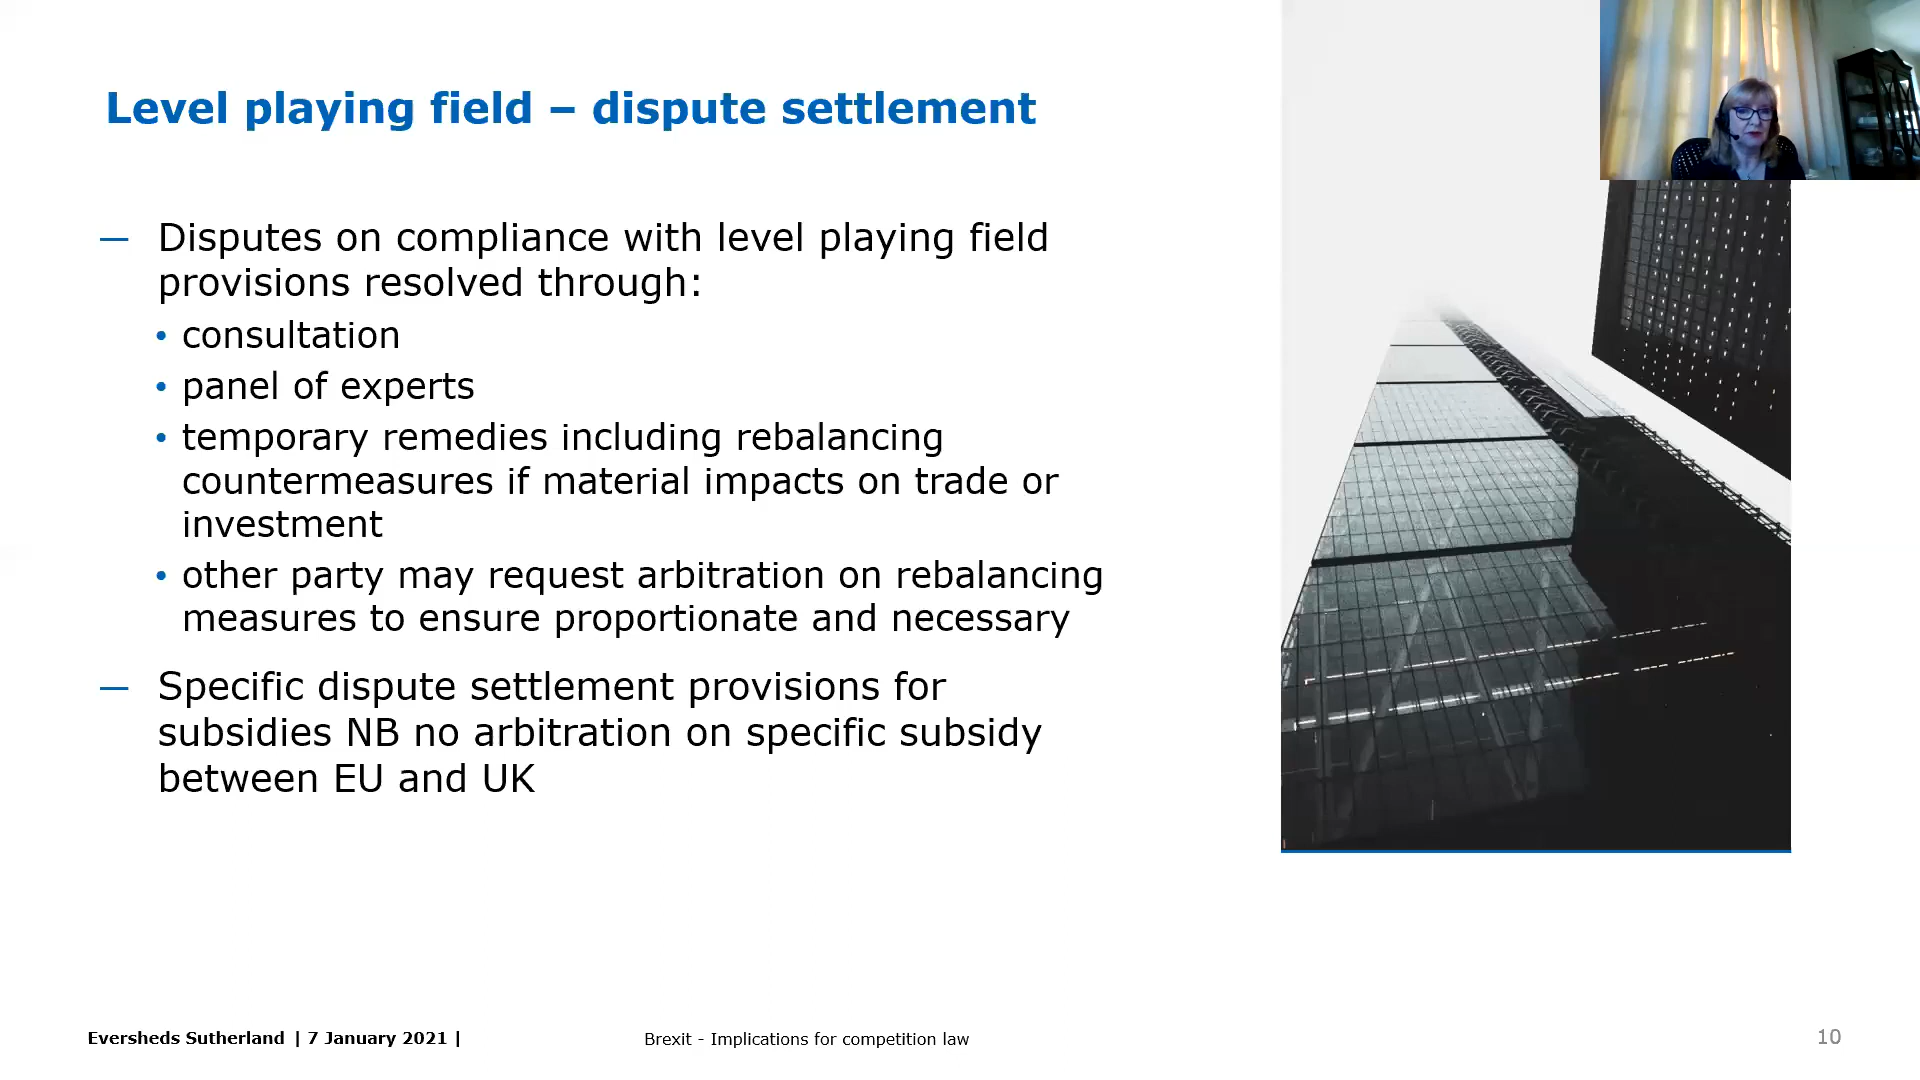 Level playing field – dispute settlement
— Disputes on compliance with level playing field
provisions resolved through:
• consultation
• panel of experts
• temporary remedies including rebalancing
countermeasures if material impacts on trade or
investment
• other party may request arbitration on rebalancing
measures to ensure proportionate and necessary
— Specific dispute settlement provisions for
subsidies NB no arbitration on specific subsidy
between EU and UK
Eversheds Sutherland | 7 January 2021 |
Brexit - Implications for competition law
10